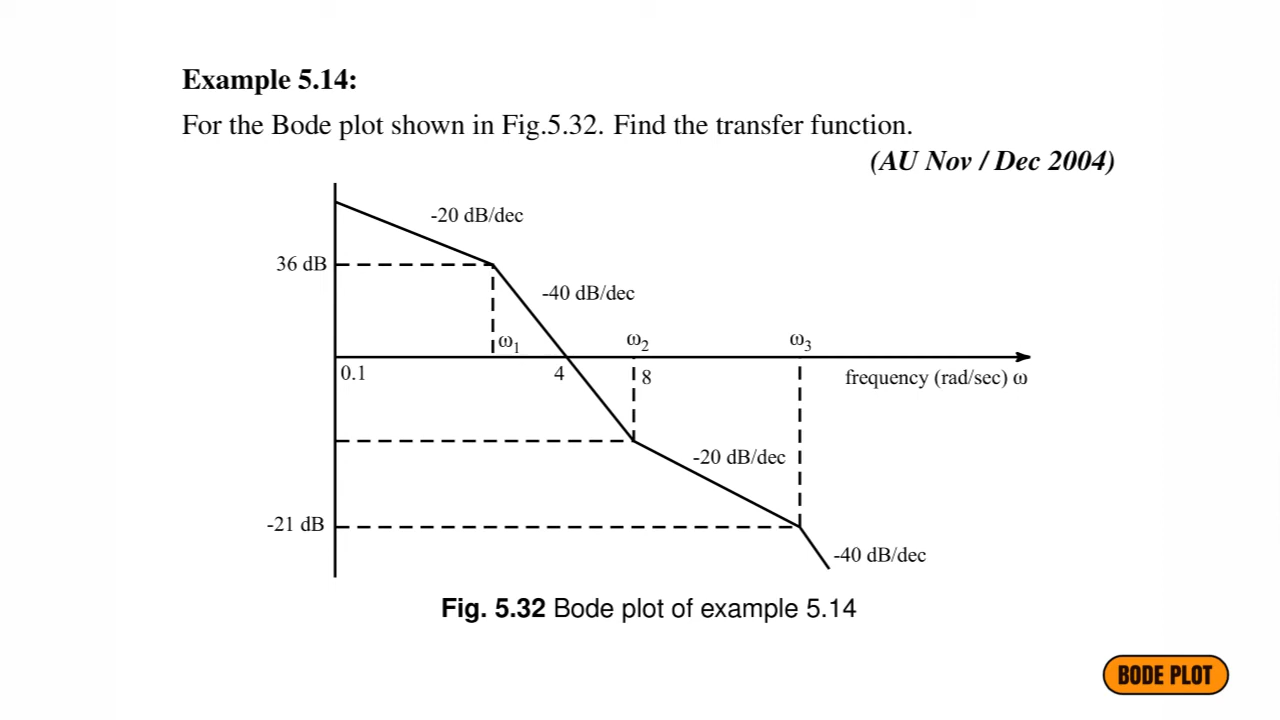 Example 5.14:
For the Bode plot shown in Fig.5.32. Find the transfer function.
(AU Nov / Dec 2004)
-20 dB/dec
36 dB
-40 dB/dec
ω1 ω2 ω3
0.1 4 8 frequency (rad/sec) ω
-20 dB/dec
-21 dB
-40 dB/dec
Fig. 5.32 Bode plot of example 5.14
BODE PLOT